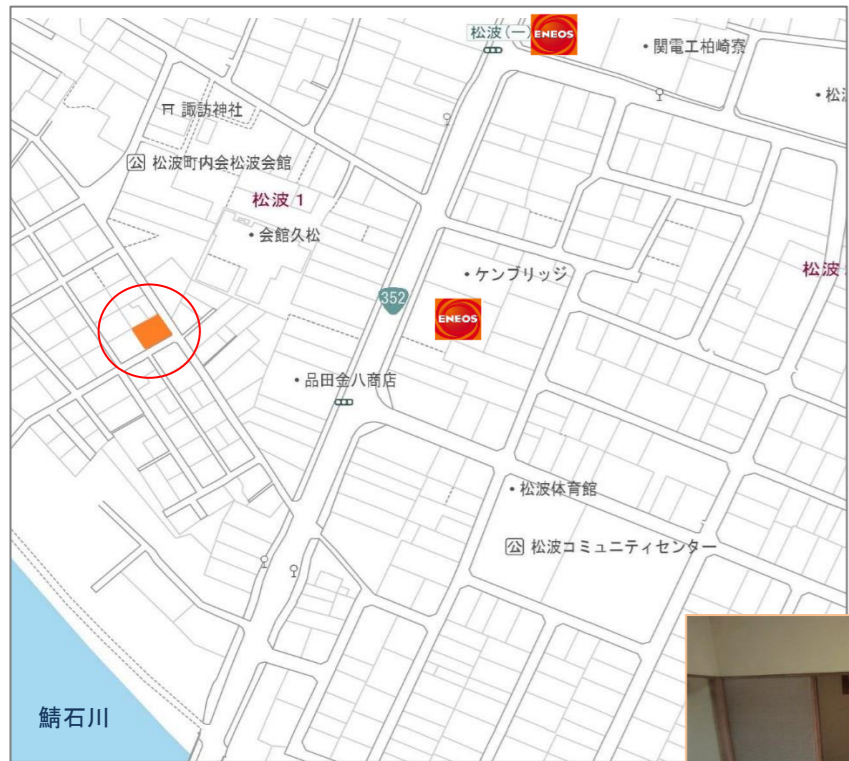 松波(一)
ENEOS
関電工柏崎寮
諏訪神社
松波町内会松波会館
松波1
会館久松
ケンブリッジ
松波
352
ENEOS
品田金八商店
松波体育館
松波コミュニティセンター
鯖石川